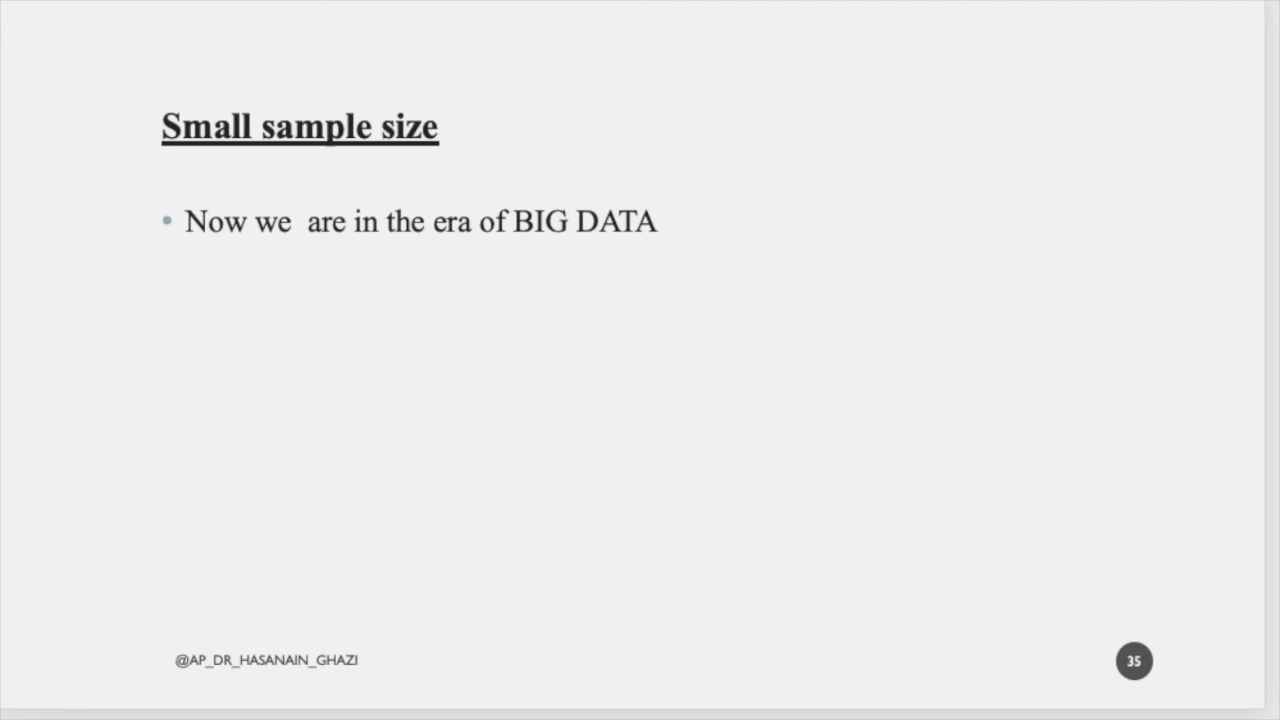 Small sample size
• Now we  are in the era of BIG DATA
@AP_DR_HASANAIN_GHAZI
35